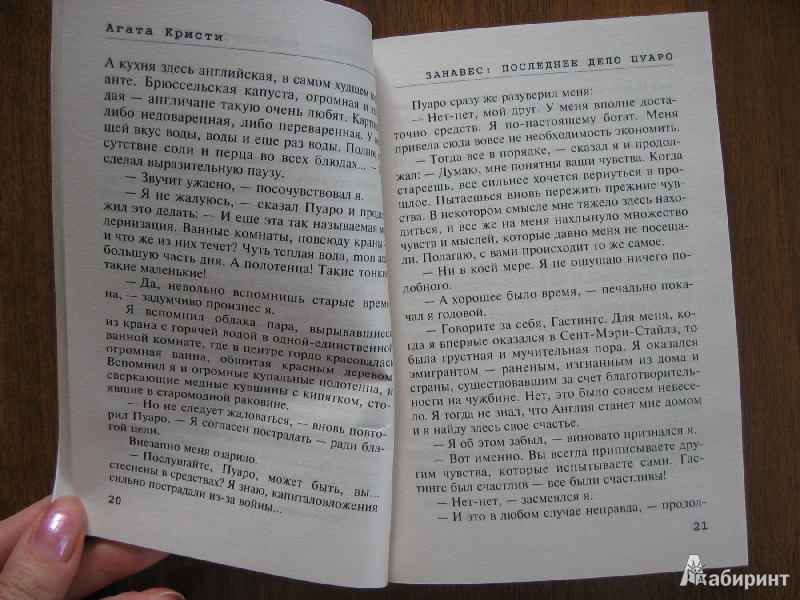 Агата Кристи
А кухня здесь английская, в самом худшем
анте. Брюссельская капуста, огромная и
дая — англичане такую очень любят. Карто
либо недоваренная, либо переваренная. У
щей вкус воды, воды и еще раз воды. Полное
сутствие соли и перца во всех блюдах... —
сделал выразительную паузу.
— Звучит ужасно, — посочувствовал я.
— Я не жалуюсь, — сказал Пуаро и продо
жил это делать: — И еще эта так называемая м
дернизация. Ванные комнаты, повсюду краны
и что же из них течет? Чуть теплая вода, mon ami
большую часть дня. А полотенца! Такие тонки
такие маленькие!
— Да, невольно вспомнишь старые време
на, — задумчиво произнес я.
Я вспомнил облака пара, вырывавшиеся
из крана с горячей водой в одной-единственной
ванной комнате, где в центре гордо красовалась
огромная ванна, обшитая красным деревом.
Вспомнил я и огромные купальные полотенца, и
сверкающие медные кувшины с кипятком, сто-
явшие в старомодной раковине.
— Но не следует жаловаться, — вновь повто-
рил Пуаро. — Я согласен пострадать — ради бла-
гой цели.
Внезапно меня озарило.
— Послушайте, Пуаро, может быть, вы...
стеснены в средствах? Я знаю, капиталовложения
сильно пострадали из-за войны...
20
ЗАНАВЕС: ПОСЛЕДНЕЕ ДЕЛО ПУАРО
Пуаро сразу же разуверил меня:
— Нет-нет, мой друг. У меня вполне доста-
точно средств. Я по-настоящему богат. Меня
привела сюда вовсе не необходимость экономить.
— Тогда все в порядке, — сказал я и продол-
жал: — Думаю, мне понятны ваши чувства. Когда
стареешь, все сильнее хочется вернуться в про-
шлое. Пытаешься вновь пережить прежние чув-
ства. В некотором смысле мне тяжело здесь нахо-
диться, и все же на меня нахлынуло множество
чувств и мыслей, которые давно меня не посеща-
ли. Полагаю, с вами происходит то же самое.
— Ни в коей мере. Я не ощущаю ничего по-
добного.
— А хорошее было время, — печально пока-
чал я головой.
— Говорите за себя, Гастингс. Для меня, ко-
гда я впервые оказался в Сент-Мэри-Стайлз, то
была грустная и мучительная пора. Я оказался
эмигрантом — раненым, изгнанным из дома и
страны, существовавшим за счет благотворитель-
ности на чужбине. Нет, это было совсем невесе-
ло. Я тогда не знал, что Англия станет мне домом
и я найду здесь свое счастье.
— Я об этом забыл, — виновато признался я.
— Вот именно. Вы всегда приписываете дру-
гим чувства, которые испытываете сами. Гас-
тингс был счастлив — все были счастливы!
— Нет-нет, — засмеялся я.
— И это в любом случае неправда, — продол-
21
Лабиринт